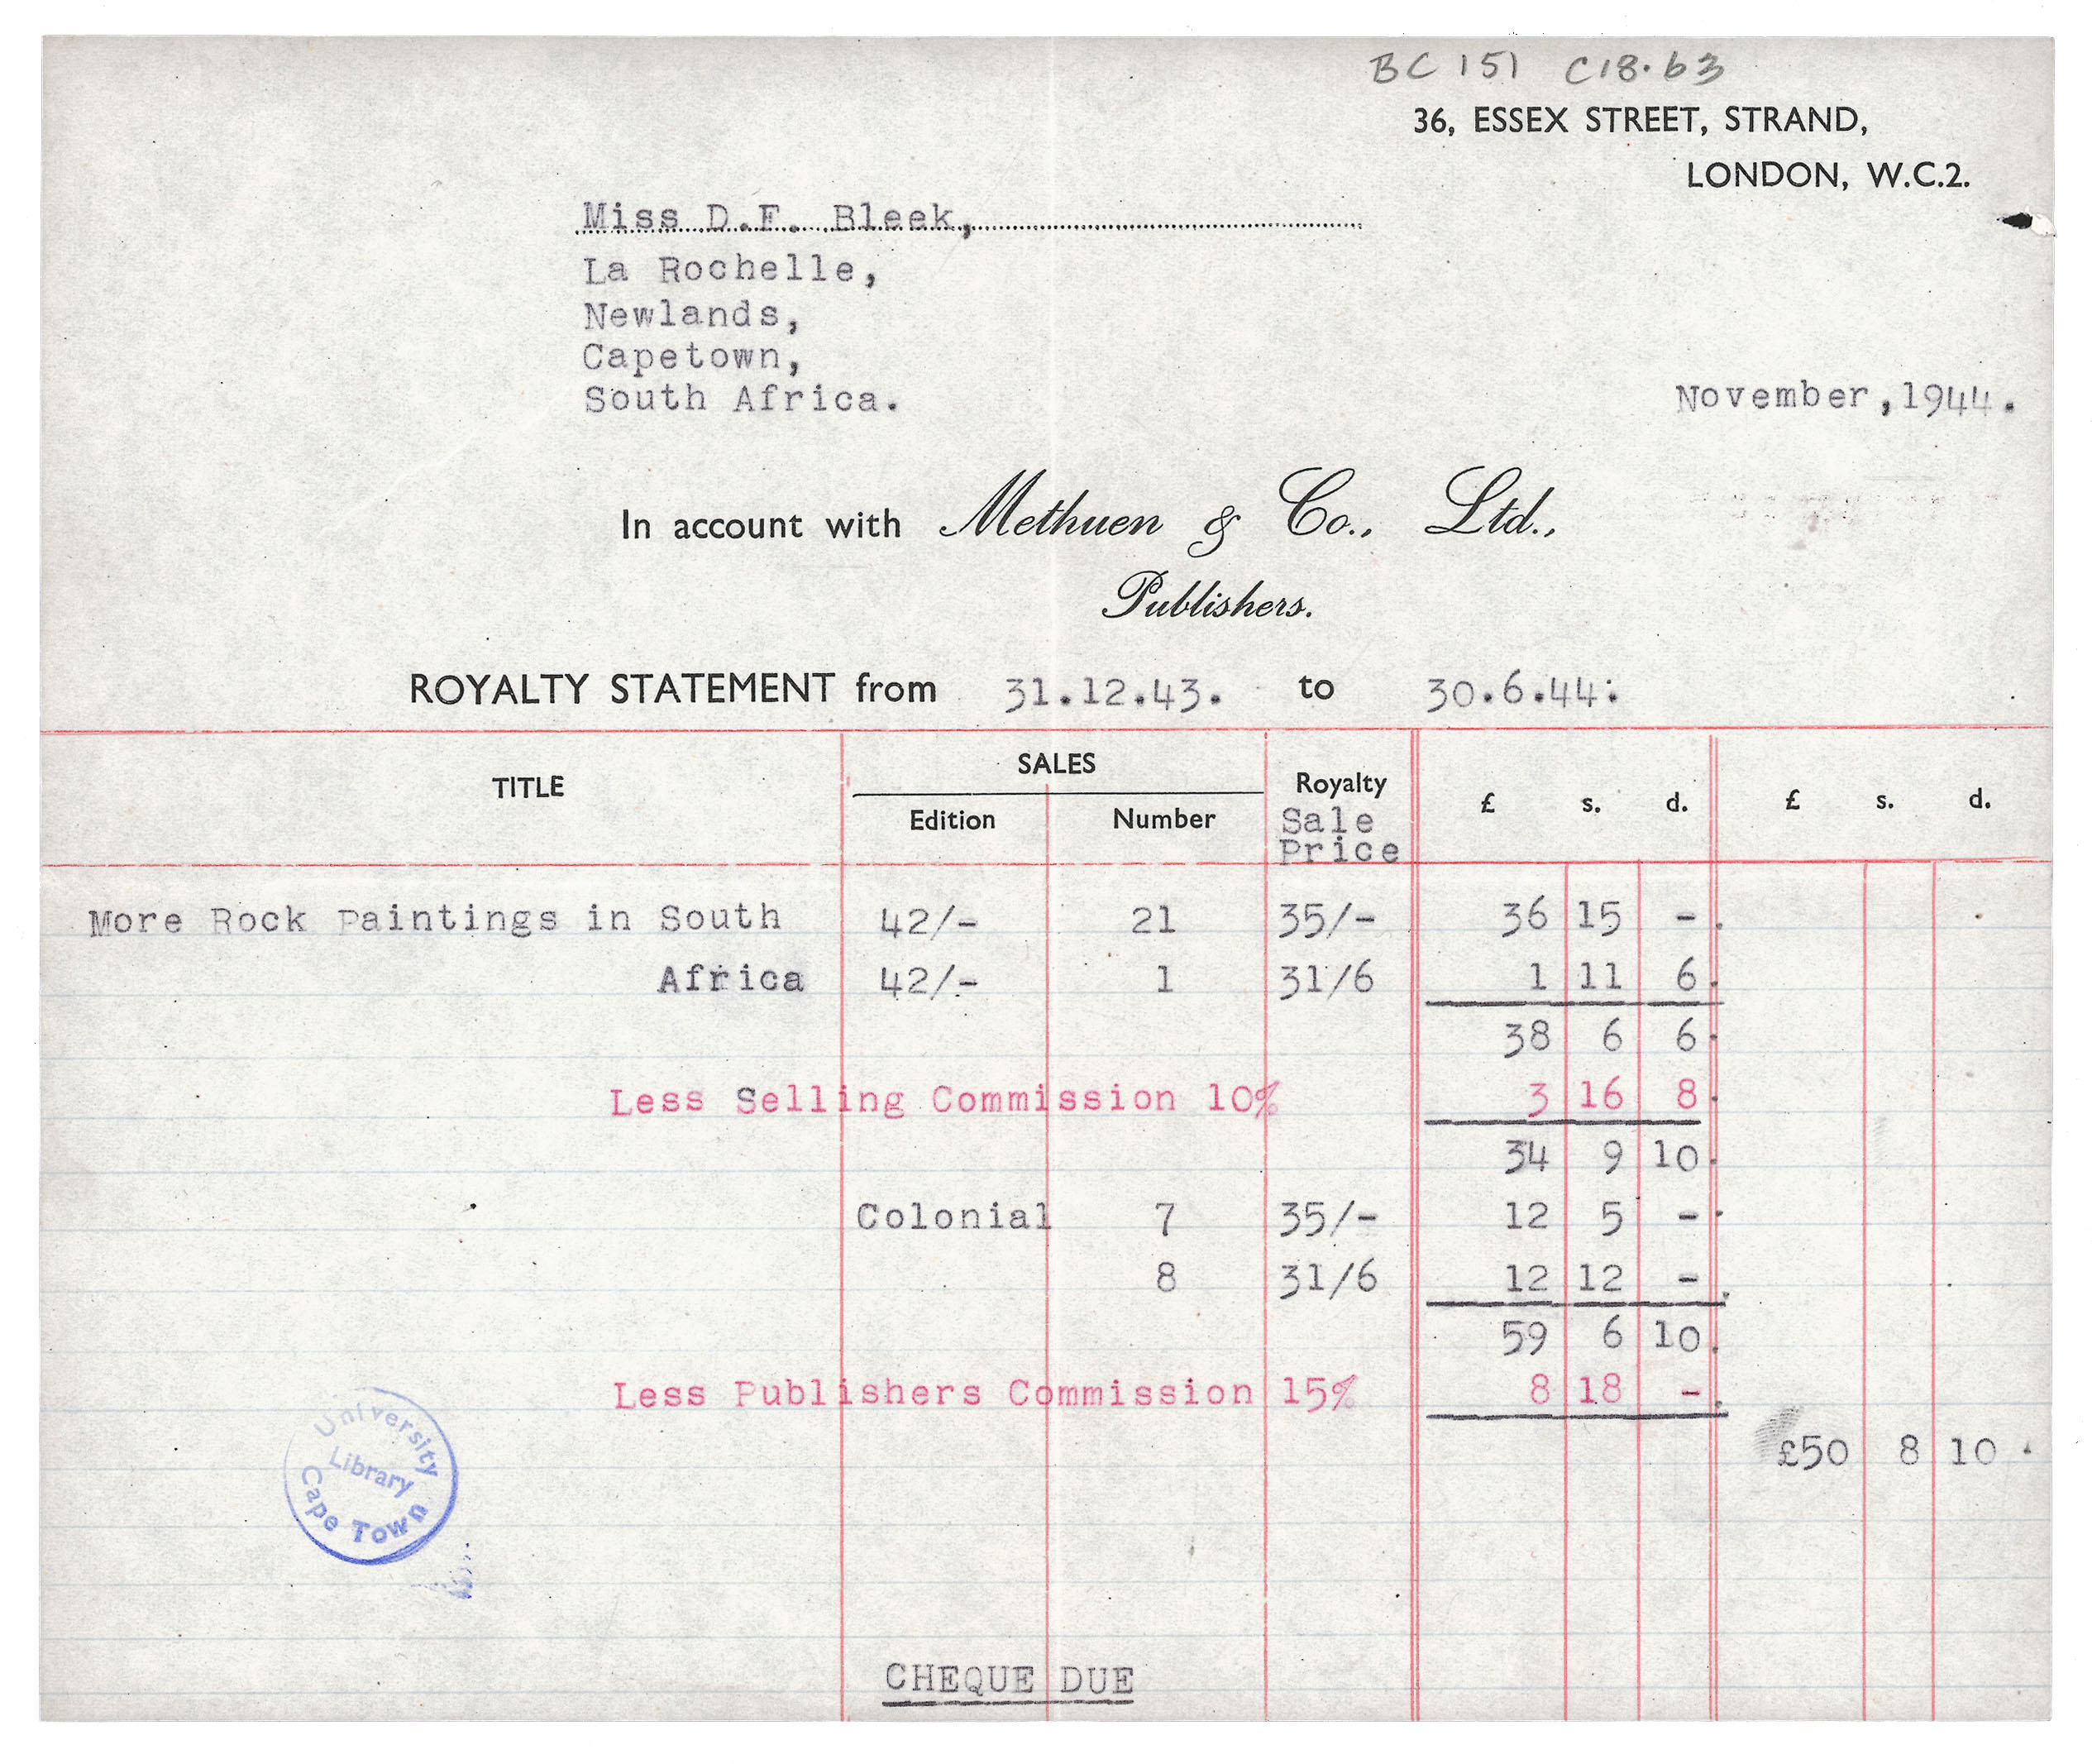 BC 151 C18.63
36, ESSEX STREET, STRAND,
LONDON, W.C.2.
Miss D.F. Bleek,
La Rochelle,
Newlands,
Capetown,
South Africa.
November,1944.
In account with Methuen & Co., Ltd.,
Publishers.
ROYALTY STATEMENT from 31.12.43. to 30.6.44:
TITLE SALES Edition Number Royalty Sale Price £ s. d. £ s. d.
More Rock Paintings in South 42/- 21 35/- 36 15 -.
Africa 42/- 1 31/6 1 11 6.
38 6 6.
Less Selling Commission 10% 3 16 8.
34 9 10.
Colonial 7 35/- 12 5 -.
8 31/6 12 12 -.
59 6 10.
Less Publishers Commission 15% 8 18 -.
£50 8 10.
University
Library
Cape Town
CHEQUE DUE